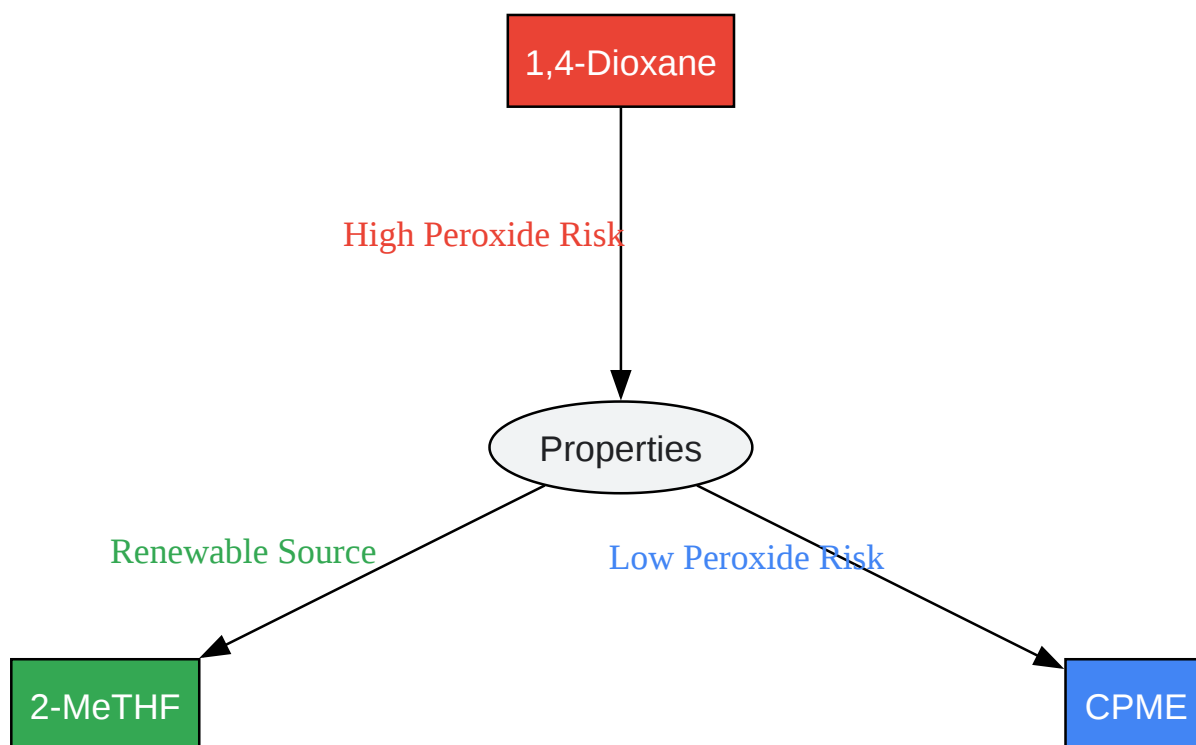 1,4-Dioxane
High Peroxide Risk
Properties
Renewable Source
Low Peroxide Risk
2-MeTHF
CPME